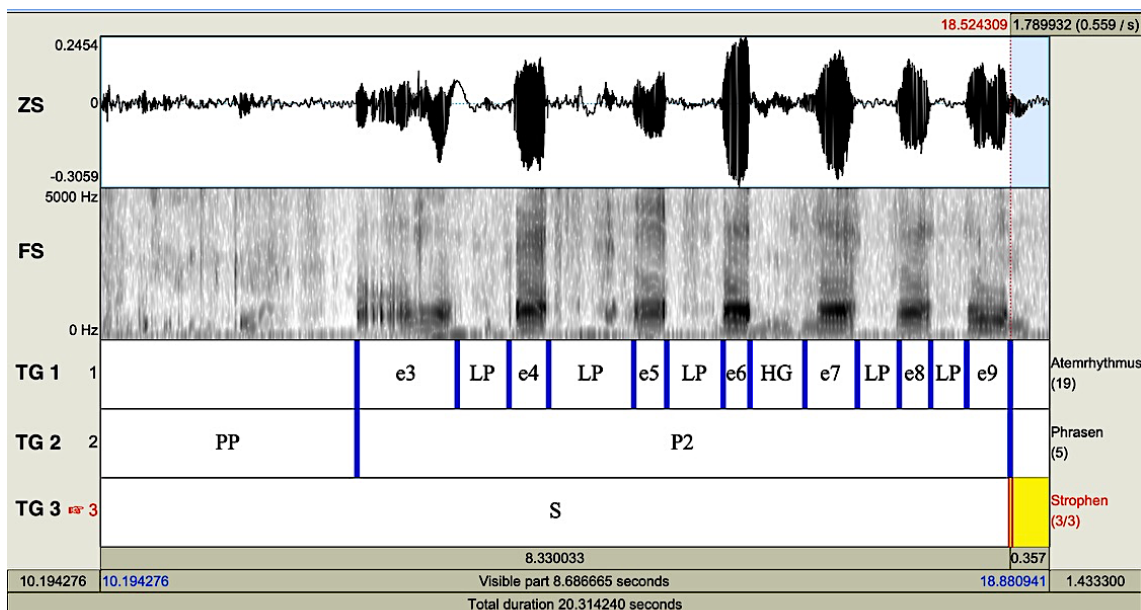 18.524309 1.789932 (0.559 / s)
0.2454
ZS 0
-0.3059
5000 Hz
FS
0 Hz
TG 1 1 e3 LP e4 LP e5 LP e6 HG e7 LP e8 LP e9 Atemrhythmus
(19)
TG 2 2 PP P2 Phrasen
(5)
TG 3 ☞ 3 S Strophen
(3/3)
8.330033 0.357
10.194276 10.194276 Visible part 8.686665 seconds 18.880941 1.433300
Total duration 20.314240 seconds